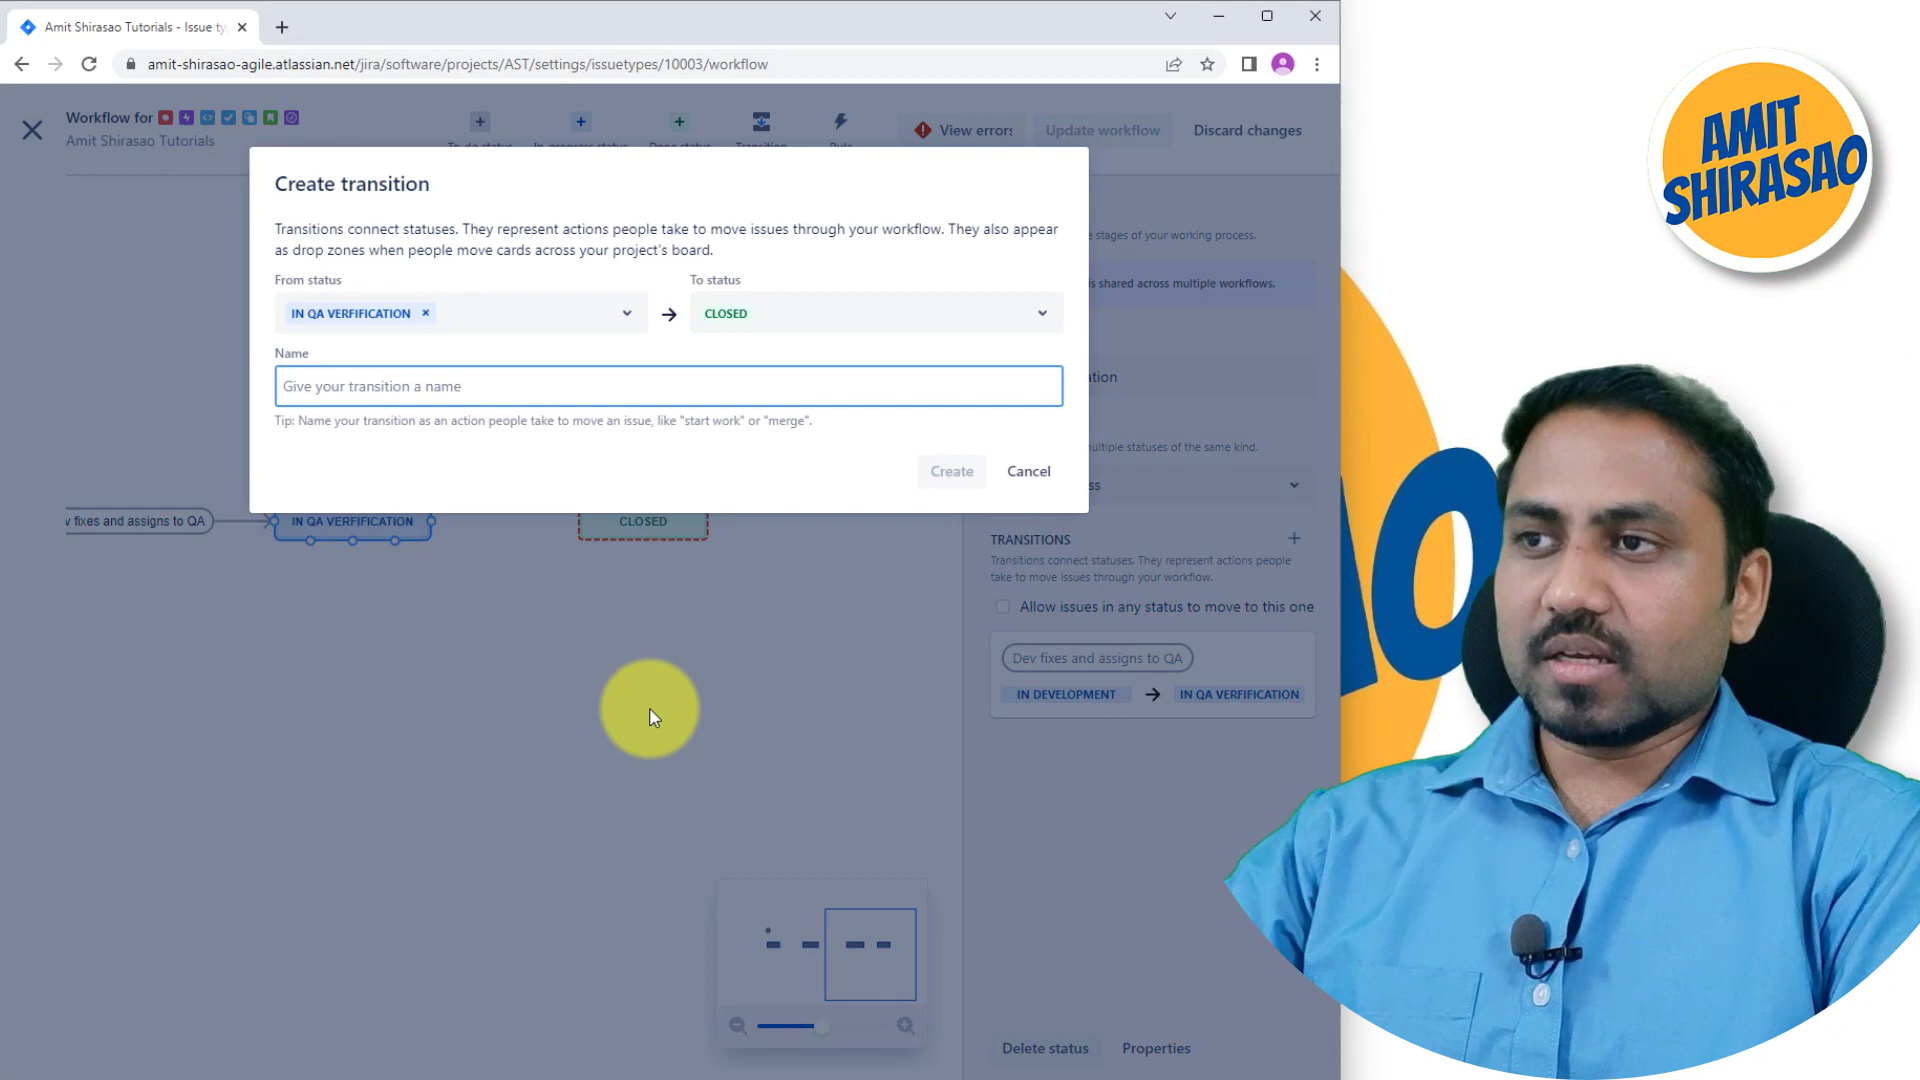 Amit Shirasao Tutorials - Issue ty
amit-shirasao-agile.atlassian.net/jira/software/projects/AST/settings/issuetypes/10003/workflow
Workflow for
Amit Shirasao Tutorials
To-do status
In-progress status
Done status
Transition
Rule
View errors
Update workflow
Discard changes
Create transition
Transitions connect statuses. They represent actions people take to move issues through your workflow. They also appear
as drop zones when people move cards across your project's board.
From status
To status
IN QA VERFIFICATION
CLOSED
Name
Give your transition a name
Tip: Name your transition as an action people take to move an issue, like "start work" or "merge".
Create
Cancel
stages of your working process.
is shared across multiple workflows.
ation
ultiple statuses of the same kind.
ss
v fixes and assigns to QA
IN QA VERFIFICATION
CLOSED
TRANSITIONS
Transitions connect statuses. They represent actions people
take to move issues through your workflow.
Allow issues in any status to move to this one
Dev fixes and assigns to QA
IN DEVELOPMENT
IN QA VERFIFICATION
Delete status
Properties
AMIT
SHIRASAO
AO